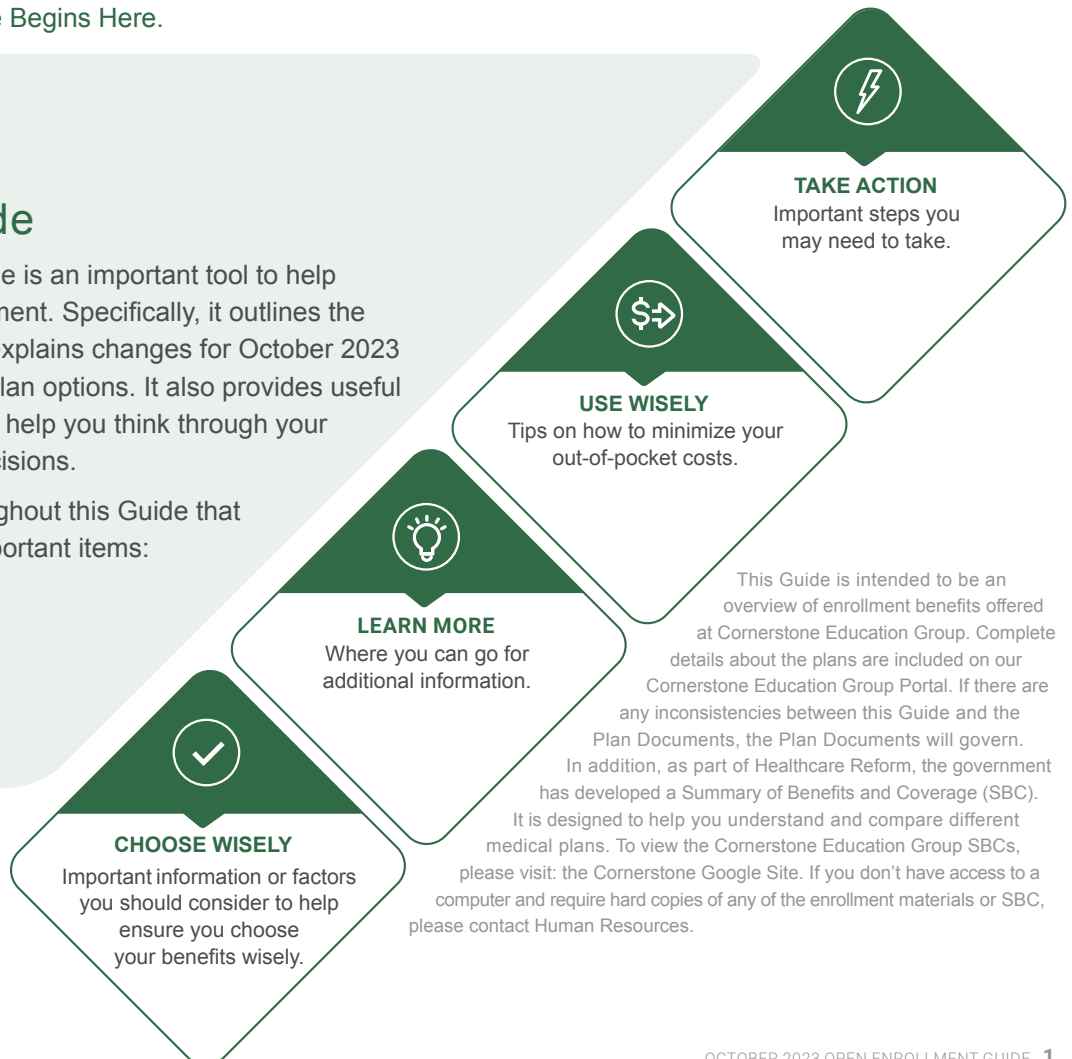 Begins Here.
de
is an important tool to help
Specifically, it outlines the
explains changes for October 2023
plan options. It also provides useful
help you think through your
this Guide that
items:
TAKE ACTION
Important steps you
may need to take.
USE WISELY
Tips on how to minimize your
out-of-pocket costs.
LEARN MORE
Where you can go for
additional information.
CHOOSE WISELY
Important information or factors
you should consider to help
ensure you choose
your benefits wisely.
This Guide is intended to be an
overview of enrollment benefits offered
at Cornerstone Education Group. Complete
details about the plans are included on our
Cornerstone Education Group Portal. If there are
any inconsistencies between this Guide and the
Plan Documents, the Plan Documents will govern.
In addition, as part of Healthcare Reform, the government
has developed a Summary of Benefits and Coverage (SBC).
It is designed to help you understand and compare different
medical plans. To view the Cornerstone Education Group SBCs,
please visit: the Cornerstone Google Site. If you don’t have access to a
computer and require hard copies of any of the enrollment materials or SBC,
please contact Human Resources.
OCTOBER 2023 OPEN ENROLLMENT GUIDE 1